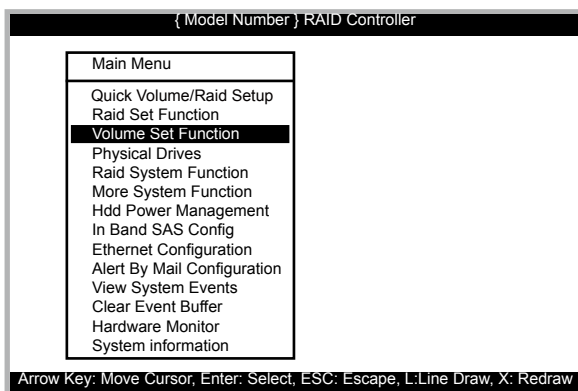 { Model Number } RAID Controller
Main Menu
Quick Volume/Raid Setup
Raid Set Function
Volume Set Function
Physical Drives
Raid System Function
More System Function
Hdd Power Management
In Band SAS Config
Ethernet Configuration
Alert By Mail Configuration
View System Events
Clear Event Buffer
Hardware Monitor
System information
Arrow Key: Move Cursor, Enter: Select, ESC: Escape, L:Line Draw, X: Redraw